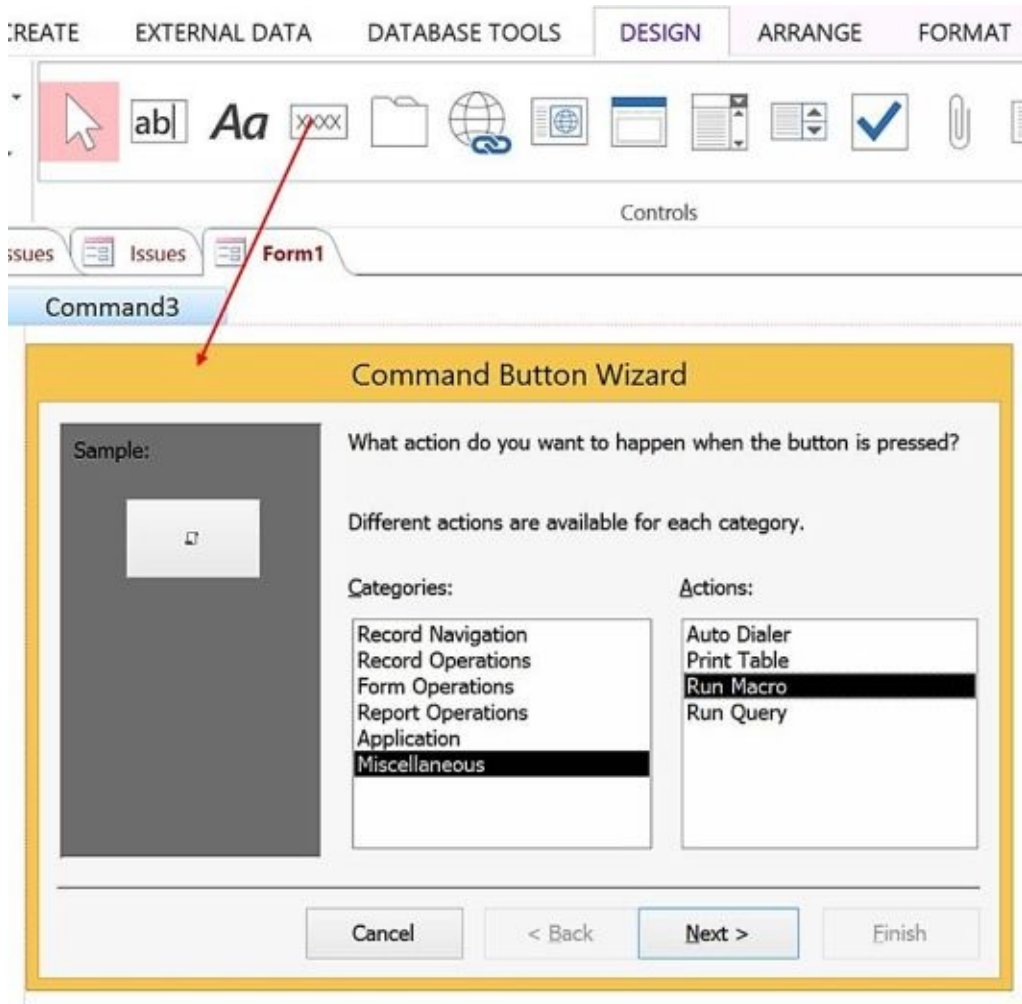 CREATE EXTERNAL DATA DATABASE TOOLS DESIGN ARRANGE FORMAT
ab Aa XXXX
Controls
ssues Issues Form1
Command3
Command Button Wizard
Sample:
What action do you want to happen when the button is pressed?
Different actions are available for each category.
Categories: Actions:
Record Navigation Auto Dialer
Record Operations Print Table
Form Operations Run Macro
Report Operations Run Query
Application
Miscellaneous
Cancel < Back Next > Finish